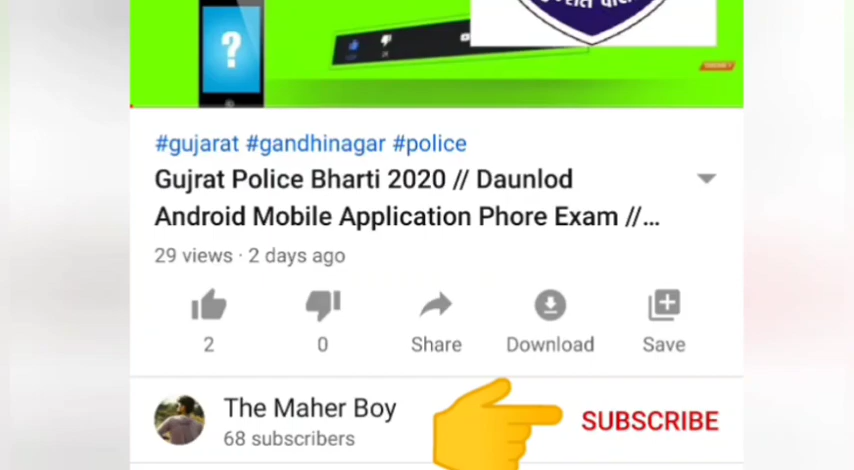 ?
#gujarat #gandhinagar #police
Gujrat Police Bharti 2020 // Daunlod
Android Mobile Application Phore Exam //...
29 views · 2 days ago
2
0
Share
Download
Save
The Maher Boy
68 subscribers
SUBSCRIBE